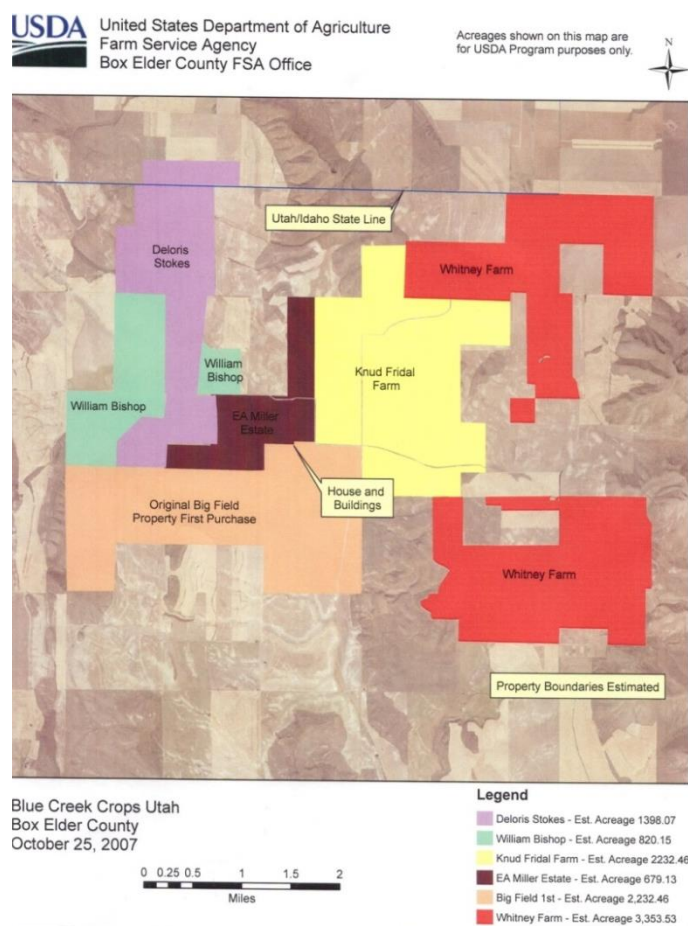 USDA
United States Department of Agriculture
Farm Service Agency
Box Elder County FSA Office
Acreages shown on this map are
for USDA Program purposes only.
N
Utah/Idaho State Line
Deloris
Stokes
Whitney Farm
William
Bishop
Knud Fridal
Farm
William Bishop
EA Miller
Estate
House and
Buildings
Original Big Field
Property First Purchase
Whitney Farm
Property Boundaries Estimated
Blue Creek Crops Utah
Box Elder County
October 25, 2007
0 0.25 0.5 1 1.5 2
Miles
Legend
Deloris Stokes - Est. Acreage 1398.07
William Bishop - Est. Acreage 820.15
Knud Fridal Farm - Est. Acreage 2232.46
EA Miller Estate - Est. Acreage 679.13
Big Field 1st - Est. Acreage 2,232.46
Whitney Farm - Est. Acreage 3,353.53